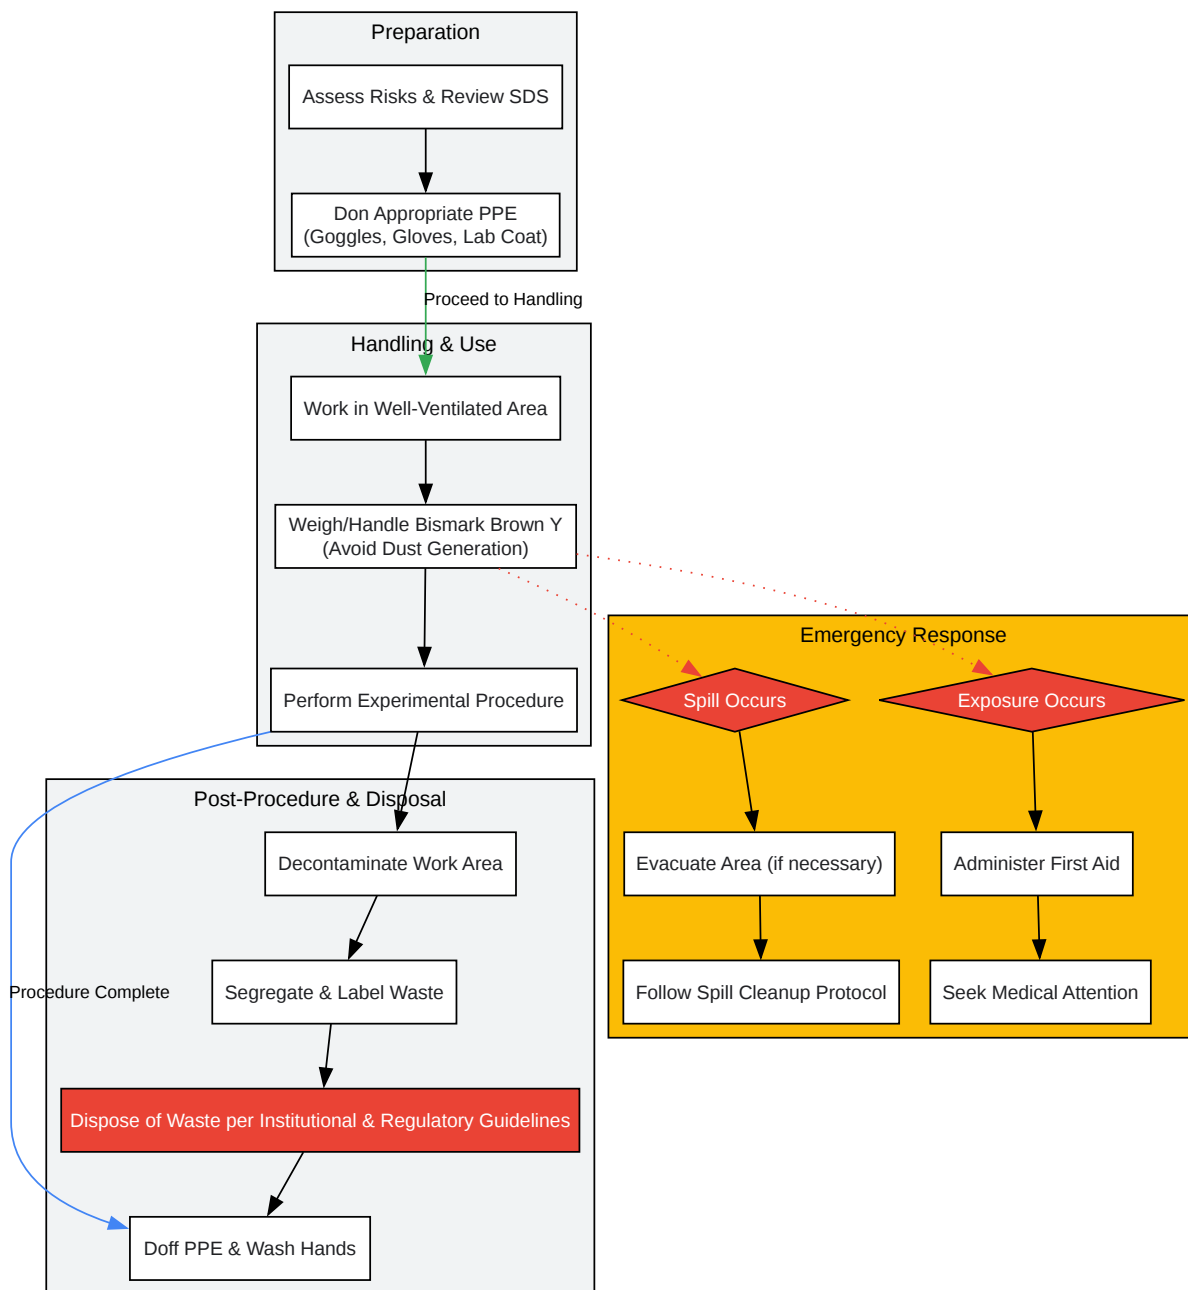 Preparation
Assess Risks & Review SDS
Don Appropriate PPE
(Goggles, Gloves, Lab Coat)
Proceed to Handling
Handling & Use
Work in Well-Ventilated Area
Weigh/Handle Bismark Brown Y
(Avoid Dust Generation)
Perform Experimental Procedure
Emergency Response
Spill Occurs
Exposure Occurs
Evacuate Area (if necessary)
Administer First Aid
Follow Spill Cleanup Protocol
Seek Medical Attention
Post-Procedure & Disposal
Decontaminate Work Area
Segregate & Label Waste
Procedure Complete
Dispose of Waste per Institutional & Regulatory Guidelines
Doff PPE & Wash Hands